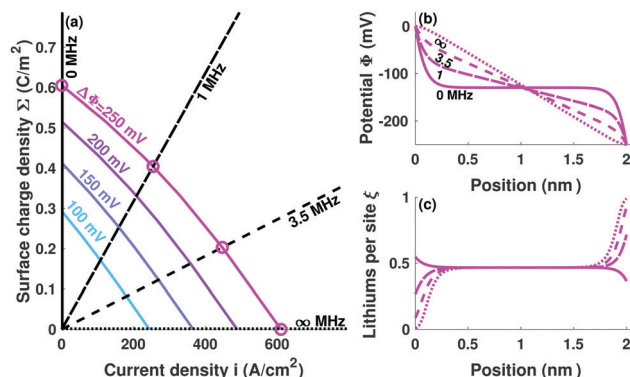 (a)
Surface charge density Σ (C/m²)
0.7
0.6
0.5
0.4
0.3
0.2
0.1
0
0 MHz
1 MHz
3.5 MHz
∞ MHz
ΔΦ=250 mV
200 mV
150 mV
100 mV
0
200
400
600
Current density i (A/cm²)
(b)
Potential Φ (mV)
0
-100
-200
∞
3.5
1
0 MHz
0
0.5
1
1.5
2
Position (nm)
(c)
Lithiums per site ξ
1
0.5
0
0
0.5
1
1.5
2
Position (nm)